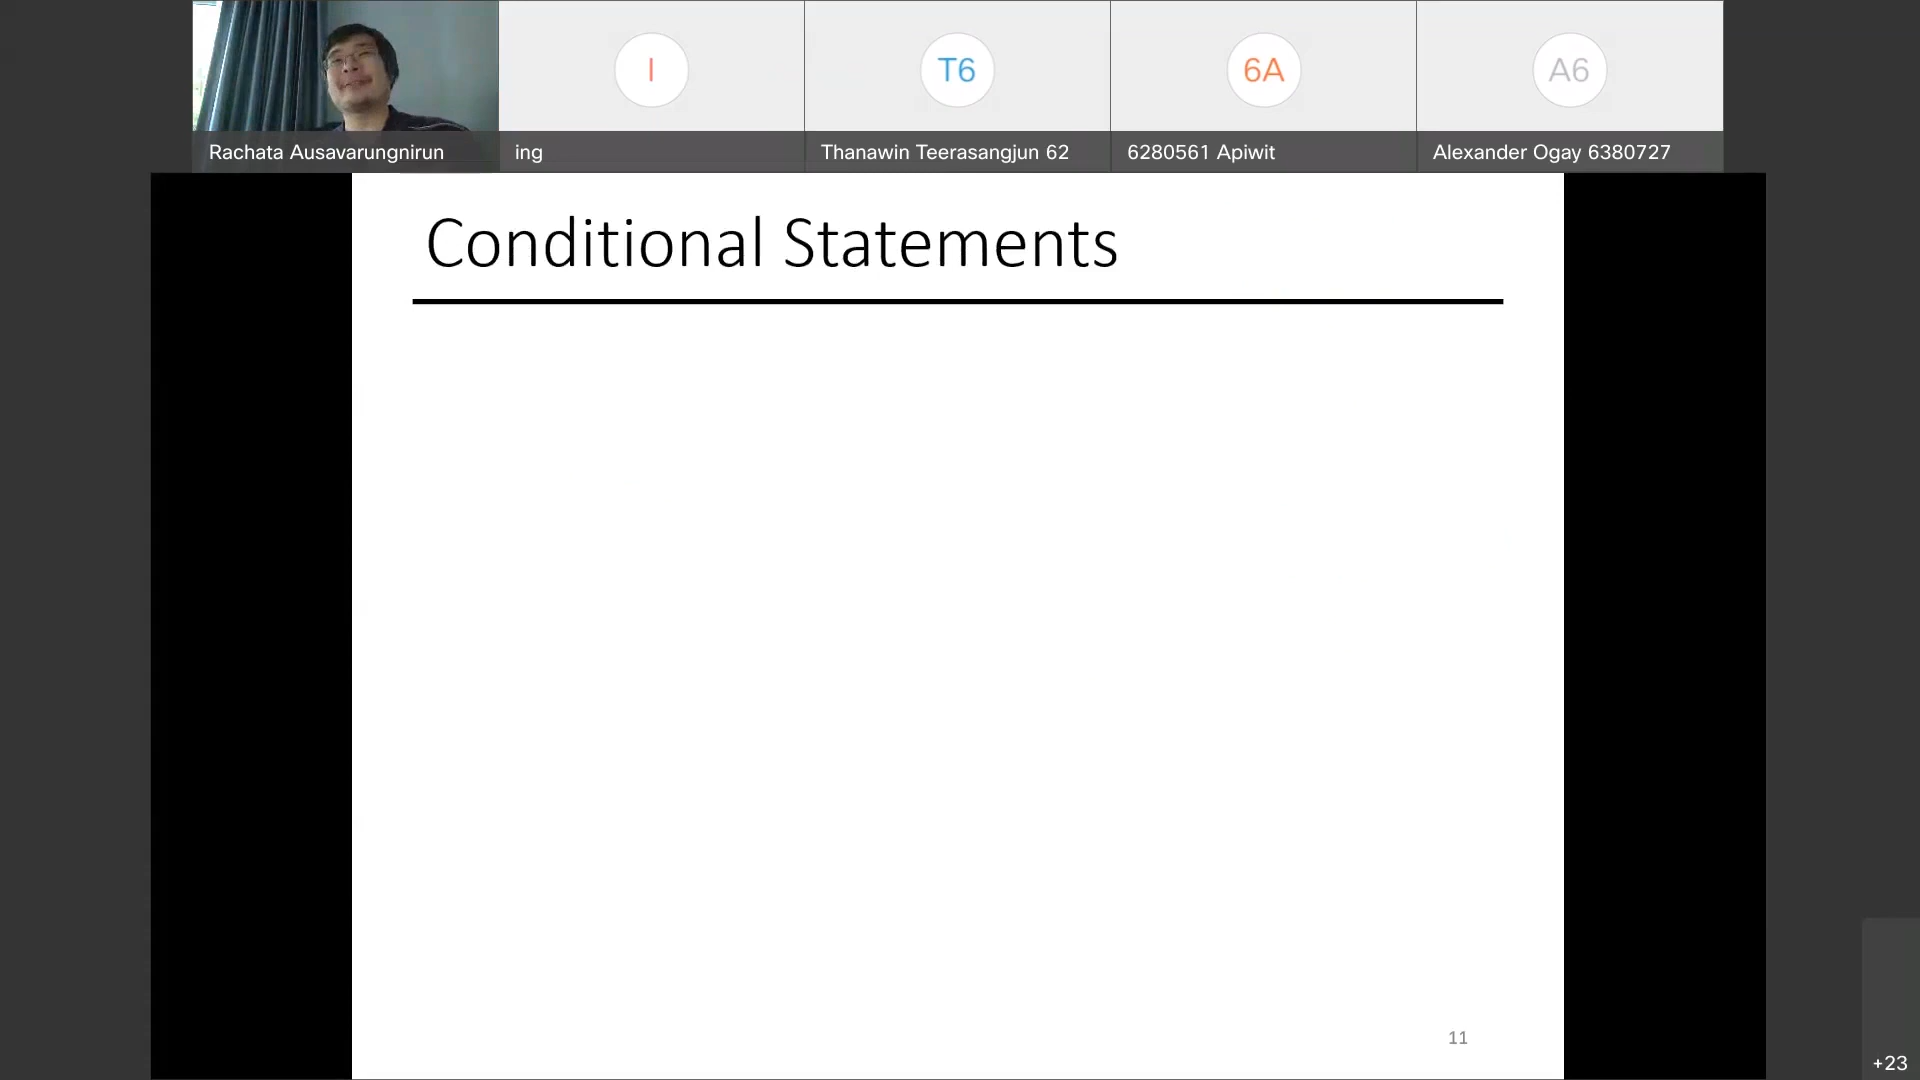 I
T6
6A
A6
Rachata Ausavarungnirun
ing
Thanawin Teerasangjun 62
6280561 Apiwit
Alexander Ogay 6380727
Conditional Statements
11
+23